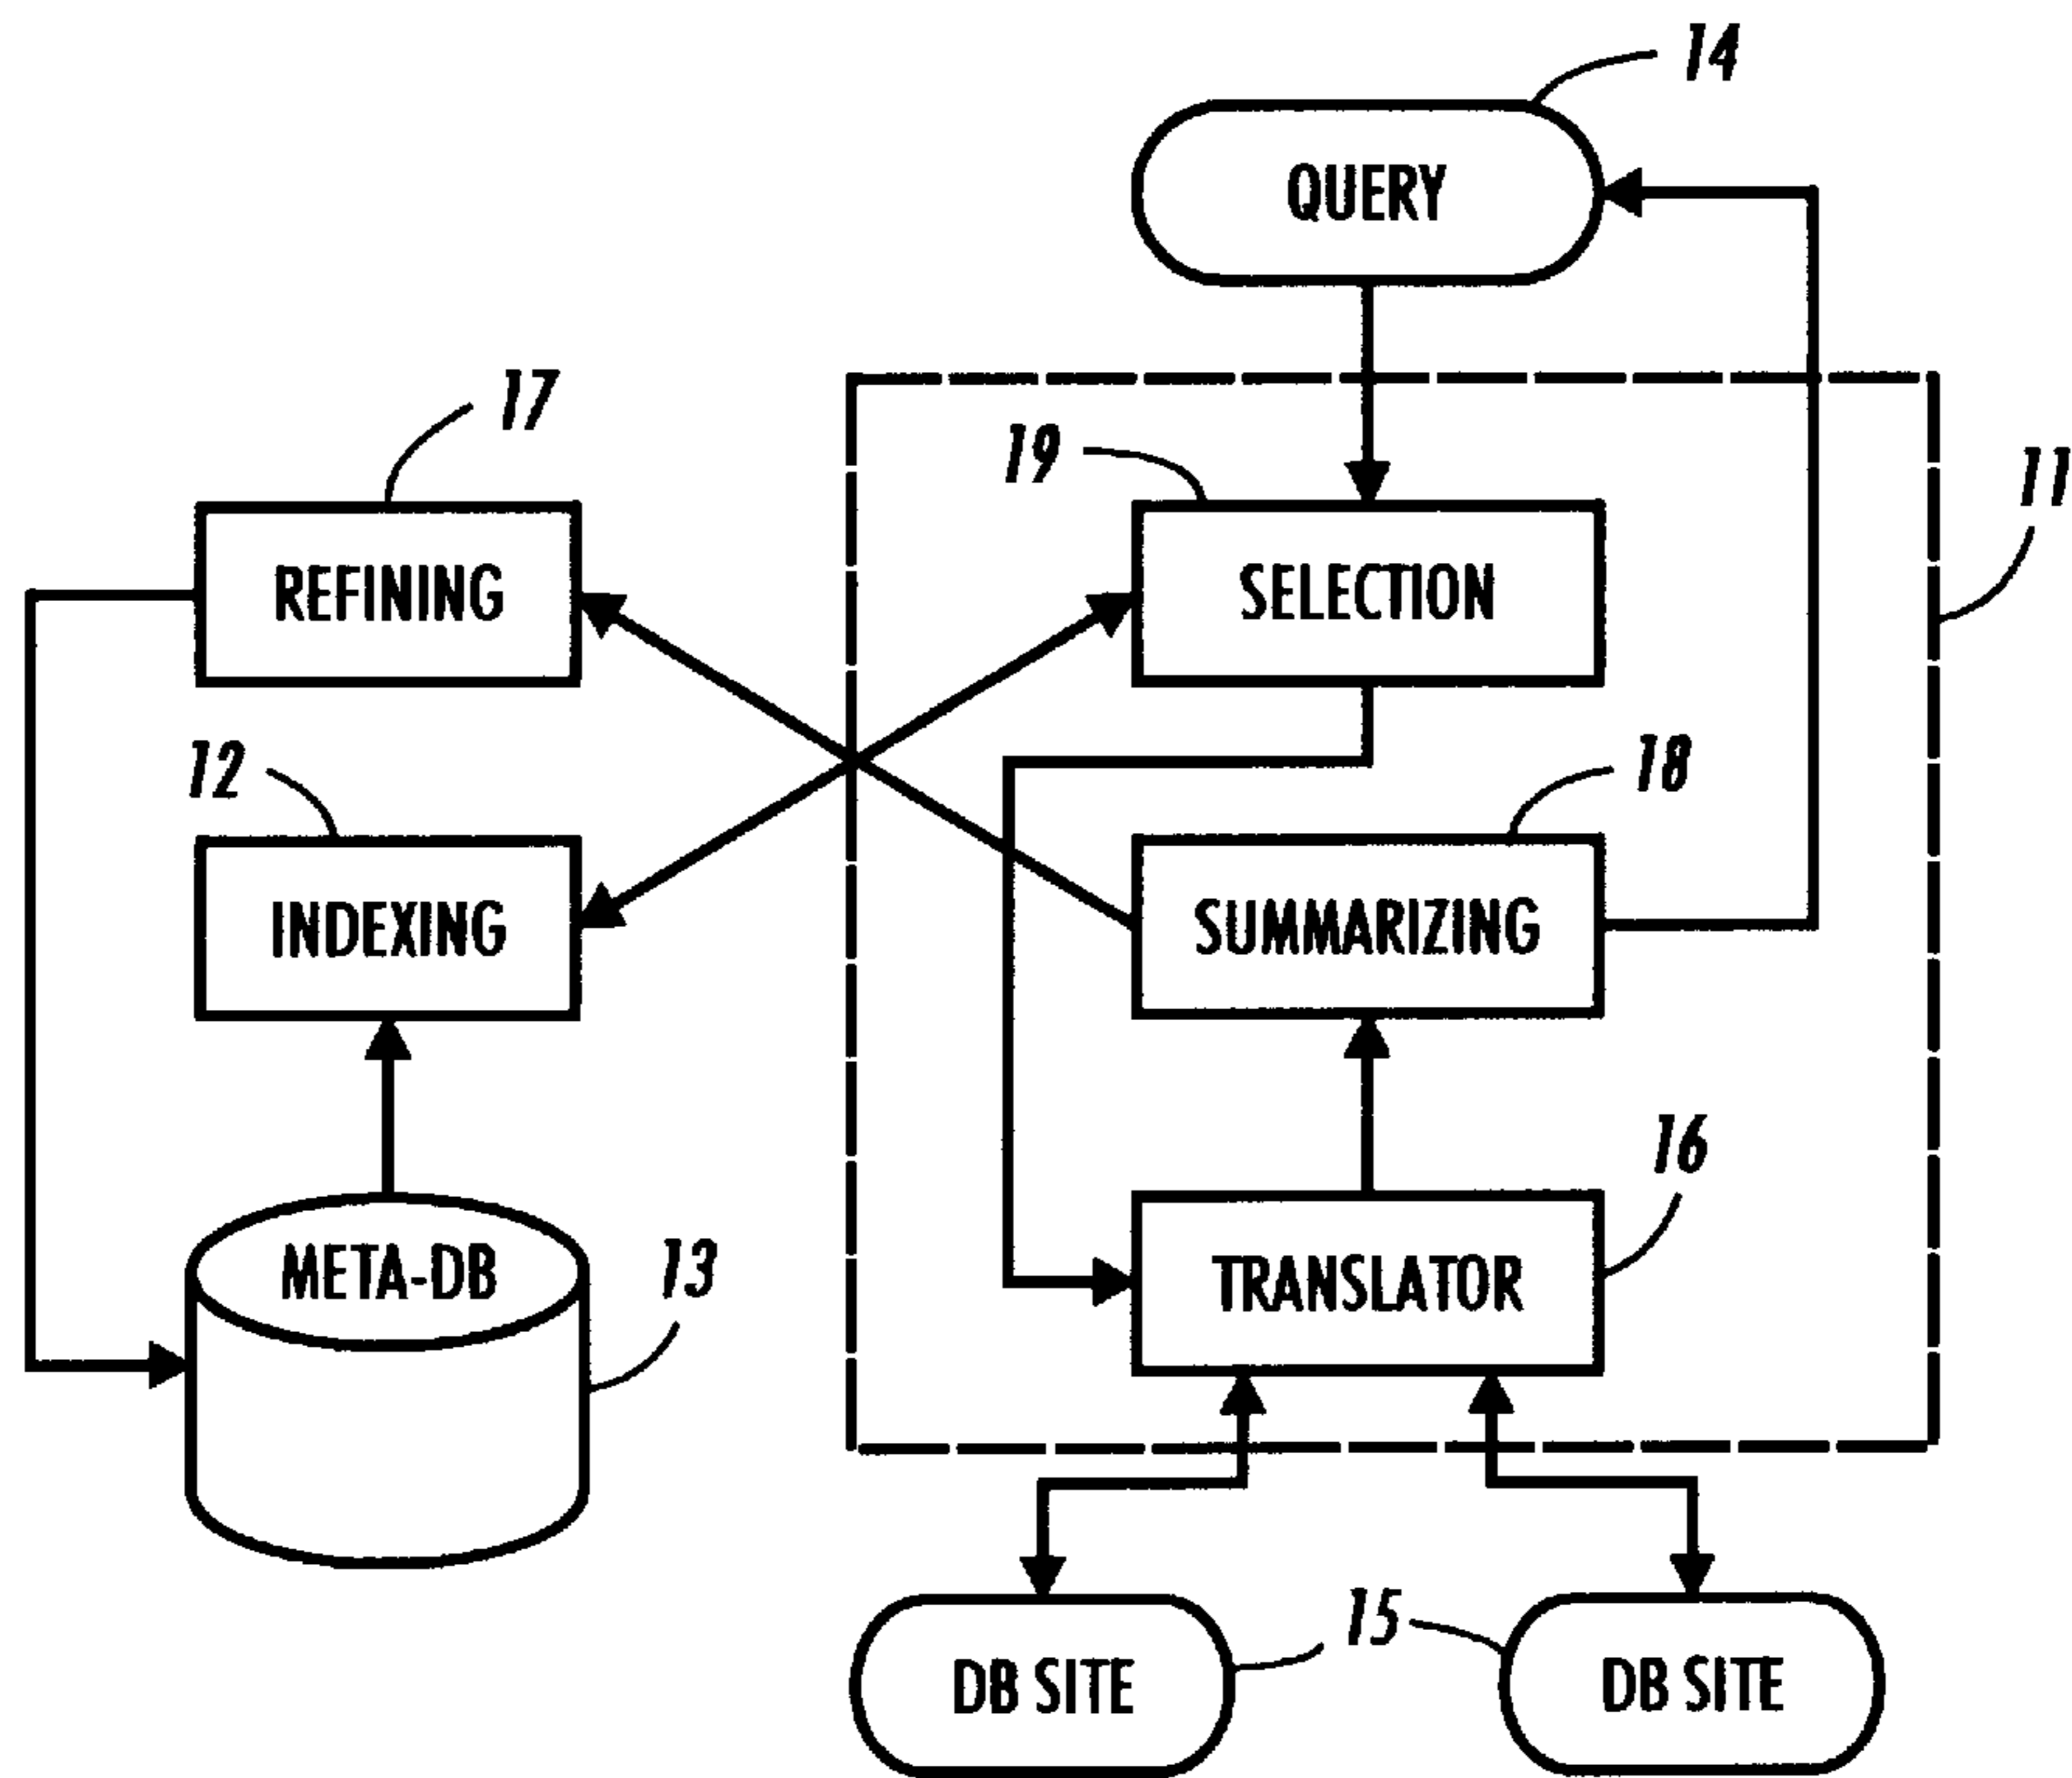 14
QUERY
17
19
11
REFINING
SELECTION
12
18
INDEXING
SUMMARIZING
16
META-DB
13
TRANSLATOR
15
DB SITE
DB SITE